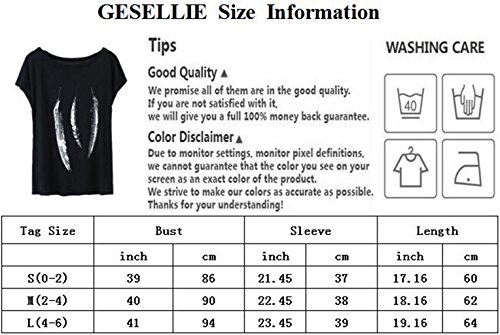 GESELLIE Size Information
Tips
Good Quality ▲
We promise all of them are in good quality.
If you are not satisfied with it,
we will give you a full 100% money back guarantee.
Color Disclaimer ▲
Due to monitor settings, monitor pixel definitions,
we cannot guarantee that the color you see on your
screen as an exact color of the product.
We strive to make our colors as accurate as possible.
Thanks for your understanding!
WASHING CARE
40
Tag Size Bust Sleeve Length
inch cm inch cm inch cm
S(0-2) 39 86 21.45 37 17.16 60
M(2-4) 40 90 22.45 38 18.16 62
L(4-6) 41 94 23.45 39 19.16 64